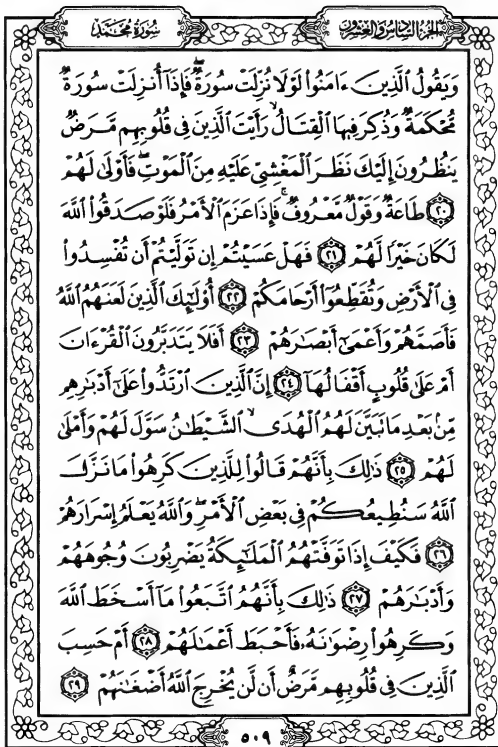 الجزء السادس والعشرون
سورة محمد
وَيَقُولُ ٱلَّذِينَ ءَامَنُوا۟ لَوْلَا نُزِّلَتْ سُورَةٌ ۖ فَإِذَآ أُنزِلَتْ سُورَةٌ
مُّحْكَمَةٌ وَذُكِرَ فِيهَا ٱلْقِتَالُ ۙ رَأَيْتَ ٱلَّذِينَ فِى قُلُوبِهِم مَّرَضٌ
يَنظُرُونَ إِلَيْكَ نَظَرَ ٱلْمَغْشِىِّ عَلَيْهِ مِنَ ٱلْمَوْتِ ۖ فَأَوْلَىٰ لَهُمْ
٢٠ طَاعَةٌ وَقَوْلٌ مَّعْرُوفٌ ۚ فَإِذَا عَزَمَ ٱلْأَمْرُ فَلَوْ صَدَقُوا۟ ٱللَّهَ
لَكَانَ خَيْرًا لَّهُمْ ٢١ فَهَلْ عَسَيْتُمْ إِن تَوَلَّيْتُمْ أَن تُفْسِدُوا۟
فِى ٱلْأَرْضِ وَتُقَطِّعُوٓا۟ أَرْحَامَكُمْ ٢٢ أُو۟لَٰٓئِكَ ٱلَّذِينَ لَعَنَهُمُ ٱللَّهُ
فَأَصَمَّهُمْ وَأَعْمَىٰٓ أَبْصَٰرَهُمْ ٢٣ أَفَلَا يَتَدَبَّرُونَ ٱلْقُرْءَانَ
أَمْ عَلَىٰ قُلُوبٍ أَقْفَالُهَآ ٢٤ إِنَّ ٱلَّذِينَ ٱرْتَدُّوا۟ عَلَىٰٓ أَدْبَٰرِهِم
مِّنۢ بَعْدِ مَا تَبَيَّنَ لَهُمُ ٱلْهُدَى ۙ ٱلشَّيْطَٰنُ سَوَّلَ لَهُمْ وَأَمْلَىٰ
لَهُمْ ٢٥ ذَٰلِكَ بِأَنَّهُمْ قَالُوا۟ لِلَّذِينَ كَرِهُوا۟ مَا نَزَّلَ
ٱللَّهُ سَنُطِيعُكُمْ فِى بَعْضِ ٱلْأَمْرِ ۖ وَٱللَّهُ يَعْلَمُ إِسْرَارَهُمْ
٢٦ فَكَيْفَ إِذَا تَوَفَّتْهُمُ ٱلْمَلَٰٓئِكَةُ يَضْرِبُونَ وُجُوهَهُمْ
وَأَدْبَٰرَهُمْ ٢٧ ذَٰلِكَ بِأَنَّهُمُ ٱتَّبَعُوا۟ مَآ أَسْخَطَ ٱللَّهَ
وَكَرِهُوا۟ رِضْوَٰنَهُۥ فَأَحْبَطَ أَعْمَٰلَهُمْ ٢٨ أَمْ حَسِبَ
ٱلَّذِينَ فِى قُلُوبِهِم مَّرَضٌ أَن لَّن يُخْرِجَ ٱللَّهُ أَضْغَٰنَهُمْ ٢٩
٥٠٩